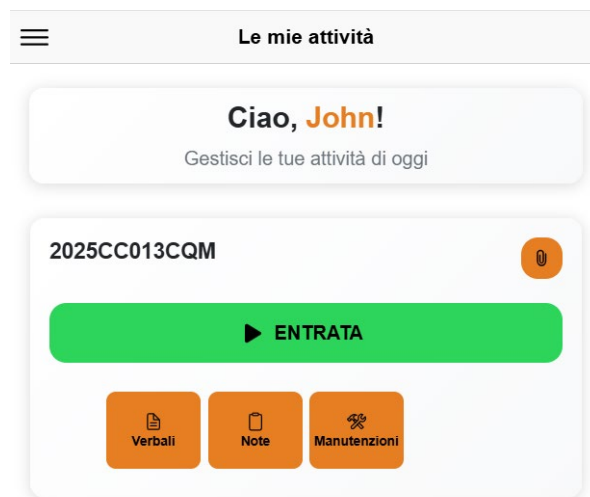 Le mie attività
Ciao, John!
Gestisci le tue attività di oggi
2025CC013CQM
ENTRATA
Verbali
Note
Manutenzioni